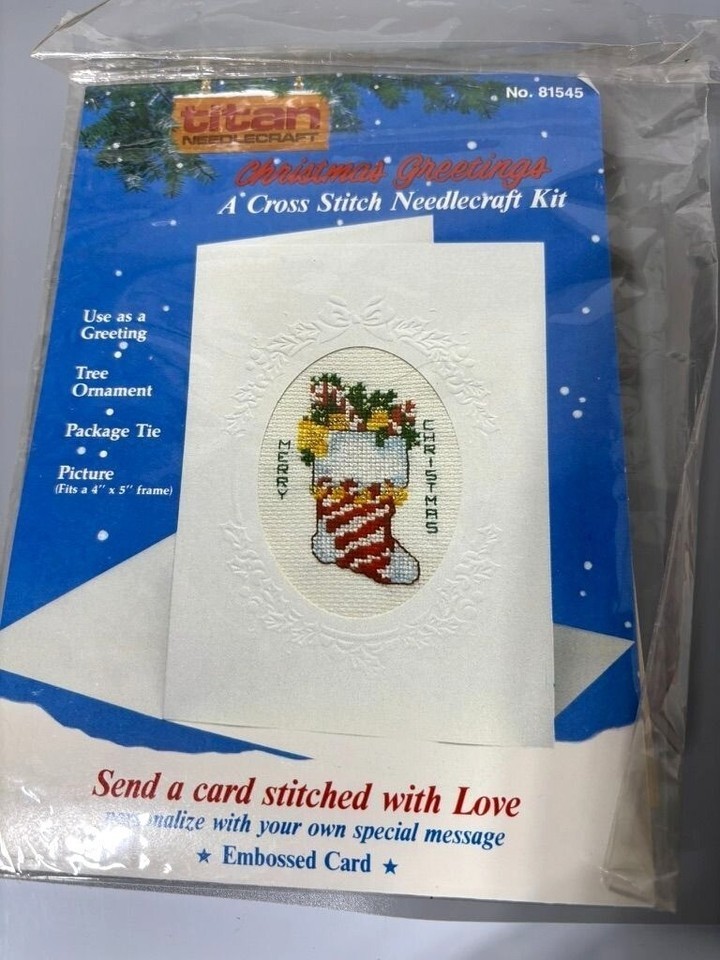 No. 81545
titan
NEEDLECRAFT
Christmas Greetings
A Cross Stitch Needlecraft Kit
Use as a
Greeting
Tree
Ornament
Package Tie
Picture
(Fits a 4" x 5" frame)
MERRY
CHRISTMAS
Send a card stitched with Love
personalize with your own special message
★ Embossed Card ★